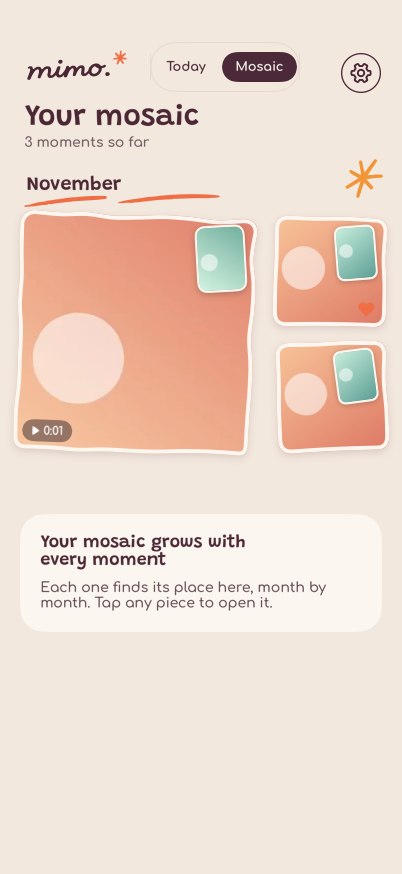 mimo.
Today
Mosaic
Your mosaic
3 moments so far
November
0:01
Your mosaic grows with
every moment
Each one finds its place here, month by
month. Tap any piece to open it.